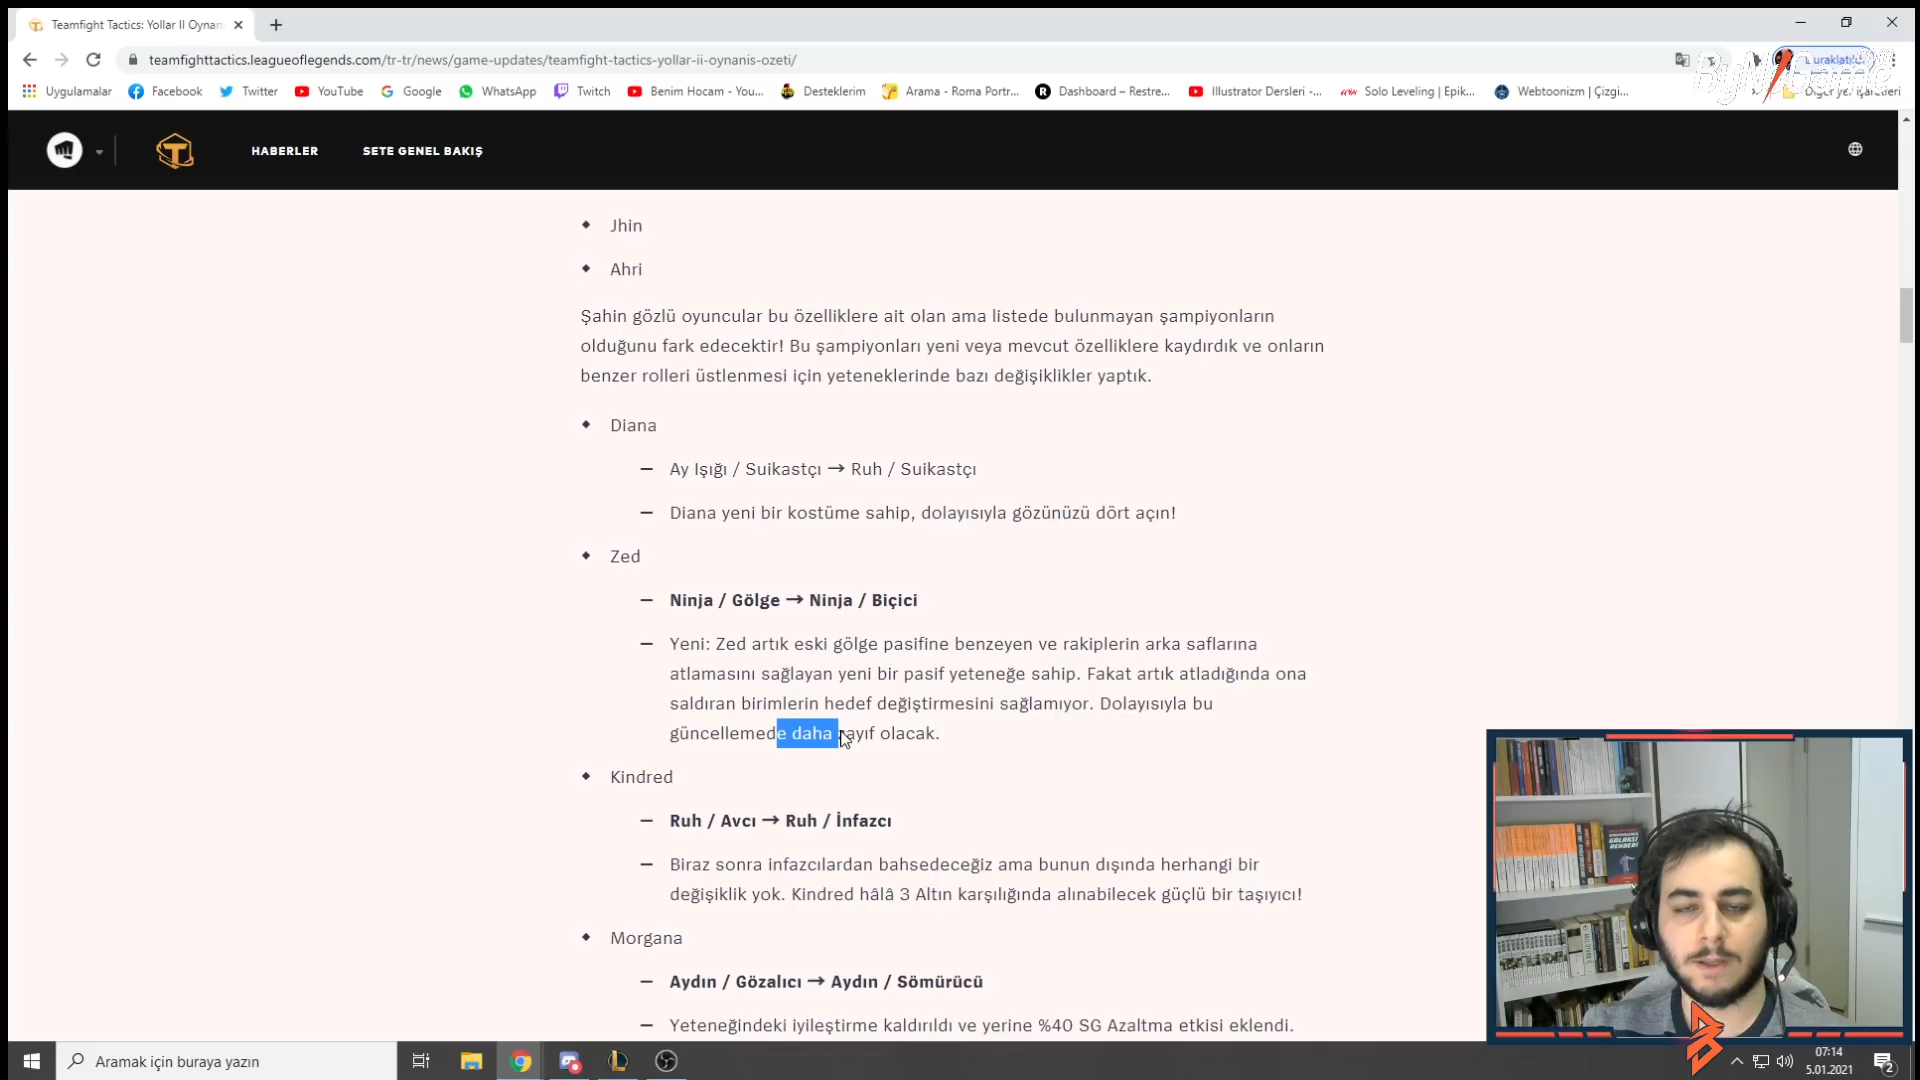 Teamfight Tactics: Yollar II Oynan
teamfighttactics.leagueoflegends.com/tr-tr/news/game-updates/teamfight-tactics-yollar-ii-oynanis-ozeti/
Uygulamalar Facebook Twitter YouTube Google WhatsApp Twitch Benim Hocam - You... Desteklerim Arama - Roma Portr... Dashboard – Restre... Illustrator Dersleri -... Solo Leveling | Epik... Webtoonizm | Çizgi...
HABERLER SETE GENEL BAKIŞ
Jhin
Ahri
Şahin gözlü oyuncular bu özelliklere ait olan ama listede bulunmayan şampiyonların
olduğunu fark edecektir! Bu şampiyonları yeni veya mevcut özelliklere kaydırdık ve onların
benzer rolleri üstlenmesi için yeteneklerinde bazı değişiklikler yaptık.
Diana
— Ay Işığı / Suikastçı → Ruh / Suikastçı
— Diana yeni bir kostüme sahip, dolayısıyla gözünüzü dört açın!
Zed
— Ninja / Gölge → Ninja / Biçici
— Yeni: Zed artık eski gölge pasifine benzeyen ve rakiplerin arka saflarına
atlamasını sağlayan yeni bir pasif yeteneğe sahip. Fakat artık atladığında ona
saldıran birimlerin hedef değiştirmesini sağlamıyor. Dolayısıyla bu
güncellemede daha zayıf olacak.
Kindred
— Ruh / Avcı → Ruh / İnfazcı
— Biraz sonra infazcılardan bahsedeceğiz ama bunun dışında herhangi bir
değişiklik yok. Kindred hâlâ 3 Altın karşılığında alınabilecek güçlü bir taşıyıcı!
Morgana
— Aydın / Gözalıcı → Aydın / Sömürücü
— Yeteneğindeki iyileştirme kaldırıldı ve yerine %40 SG Azaltma etkisi eklendi.
Aramak için buraya yazın
07:14
5.01.2021
2